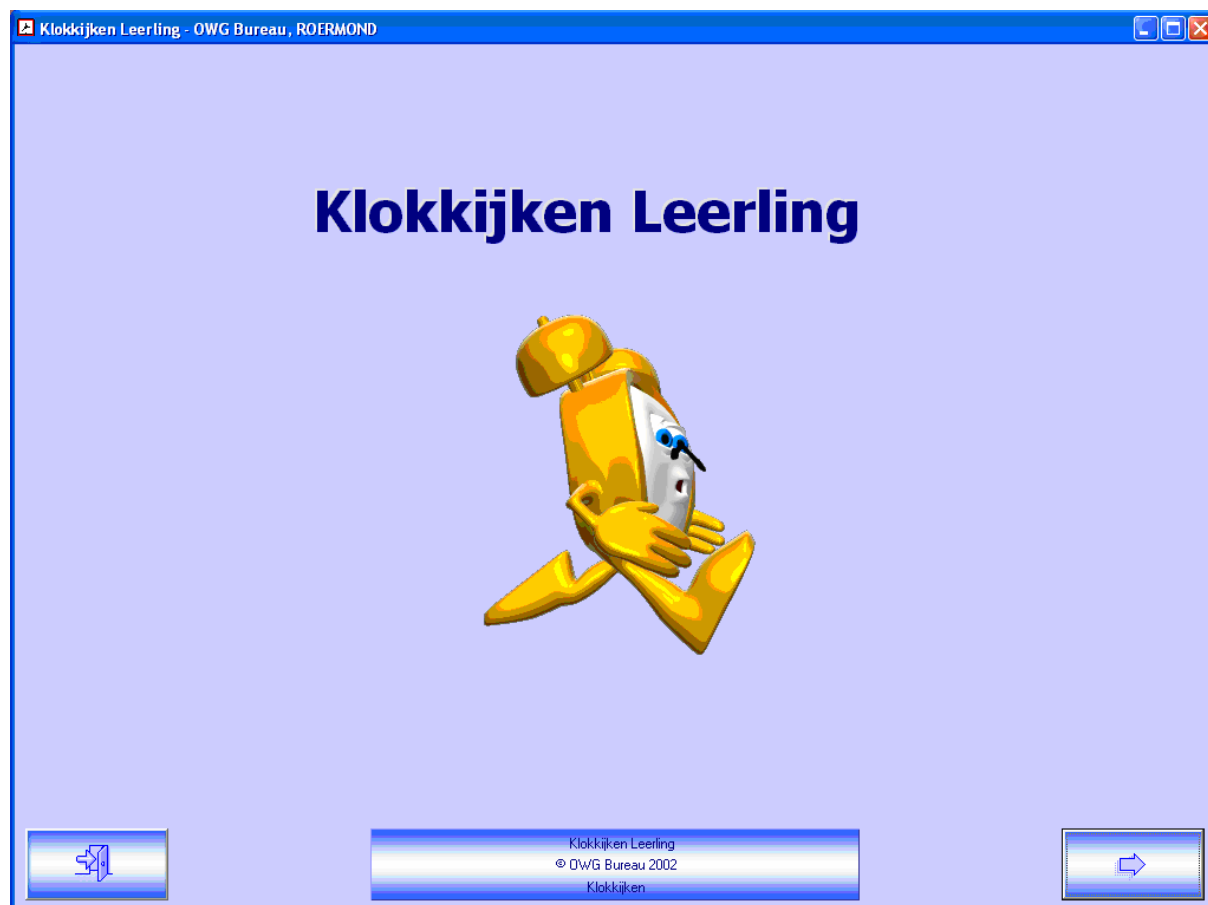 Klokkijken Leerling - OWG Bureau, ROERMOND
Klokkijken Leerling
Klokkijken Leerling
© OWG Bureau 2002
Klokkijken